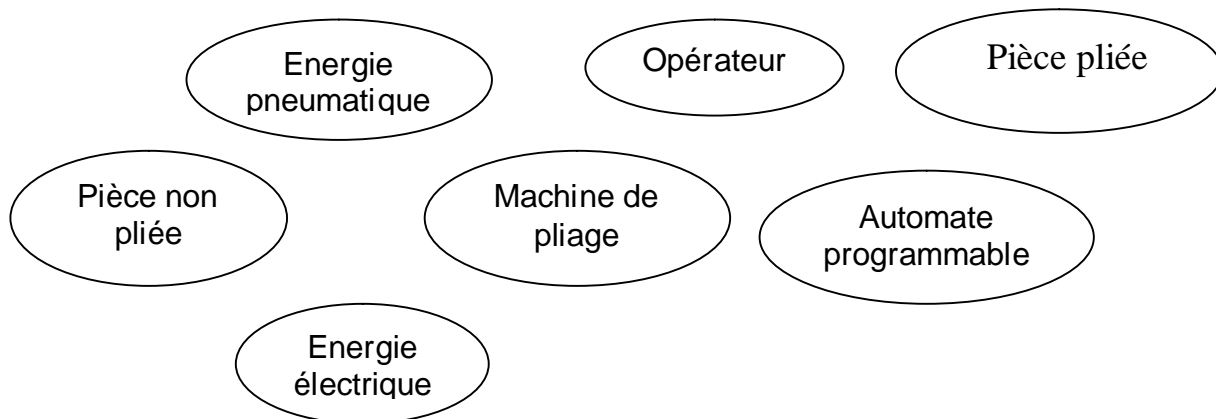 Energie
pneumatique
Opérateur
Pièce pliée
Pièce non
pliée
Machine de
pliage
Automate
programmable
Energie
électrique